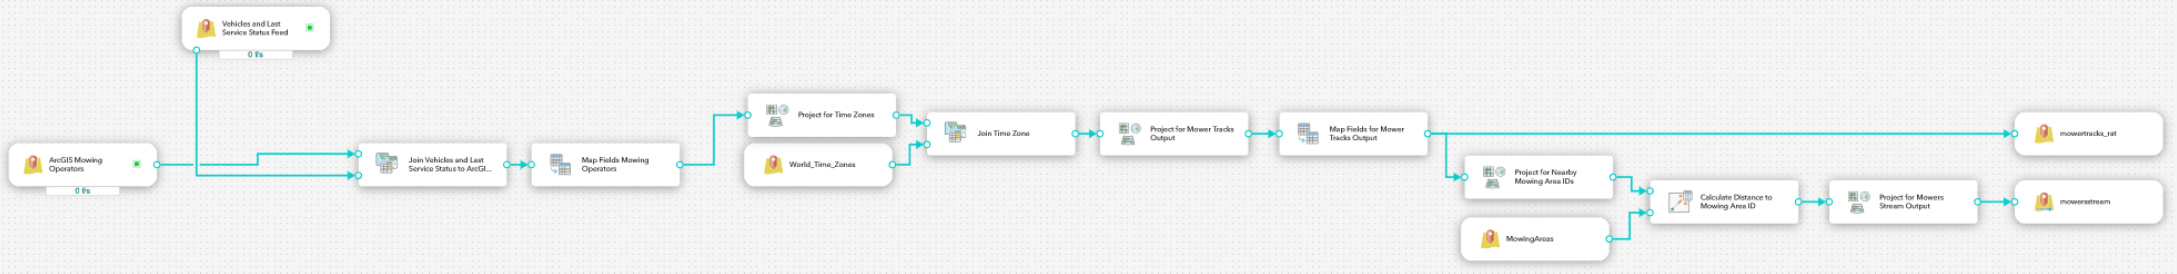 Vehicles and Last
Service Status Feed
0 f/s
ArcGIS Mowing
Operators
0 f/s
Join Vehicles and Last
Service Status to ArcGI...
Map Fields Mowing
Operators
Project for Time Zones
World_Time_Zones
Join Time Zone
Project for Mower Tracks
Output
Map Fields for Mower
Tracks Output
mowertracks_rat
Project for Nearby
Mowing Area IDs
MowingAreas
Calculate Distance to
Mowing Area ID
Project for Mowers
Stream Output
mowersstream